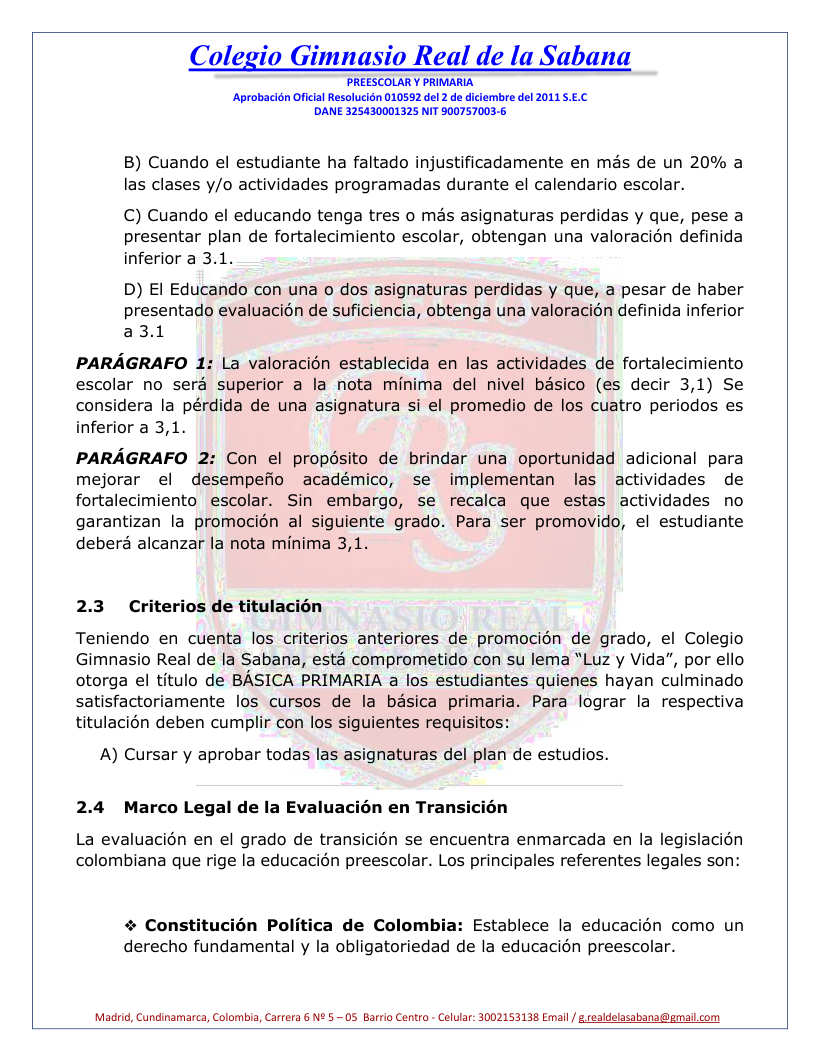 Colegio Gimnasio Real de la Sabana
PREESCOLAR Y PRIMARIA
Aprobación Oficial Resolución 010592 del 2 de diciembre del 2011 S.E.C
DANE 325430001325 NIT 900757003-6
B) Cuando el estudiante ha faltado injustificadamente en más de un 20% a
las clases y/o actividades programadas durante el calendario escolar.
C) Cuando el educando tenga tres o más asignaturas perdidas y que, pese a
presentar plan de fortalecimiento escolar, obtengan una valoración definida
inferior a 3.1.
D) El Educando con una o dos asignaturas perdidas y que, a pesar de haber
presentado evaluación de suficiencia, obtenga una valoración definida inferior
a 3.1
PARÁGRAFO 1: La valoración establecida en las actividades de fortalecimiento
escolar no será superior a la nota mínima del nivel básico (es decir 3,1) Se
considera la pérdida de una asignatura si el promedio de los cuatro periodos es
inferior a 3,1.
PARÁGRAFO 2: Con el propósito de brindar una oportunidad adicional para
mejorar el desempeño académico, se implementan las actividades de
fortalecimiento escolar. Sin embargo, se recalca que estas actividades no
garantizan la promoción al siguiente grado. Para ser promovido, el estudiante
deberá alcanzar la nota mínima 3,1.
2.3 Criterios de titulación
Teniendo en cuenta los criterios anteriores de promoción de grado, el Colegio
Gimnasio Real de la Sabana, está comprometido con su lema “Luz y Vida”, por ello
otorga el título de BÁSICA PRIMARIA a los estudiantes quienes hayan culminado
satisfactoriamente los cursos de la básica primaria. Para lograr la respectiva
titulación deben cumplir con los siguientes requisitos:
A) Cursar y aprobar todas las asignaturas del plan de estudios.
2.4 Marco Legal de la Evaluación en Transición
La evaluación en el grado de transición se encuentra enmarcada en la legislación
colombiana que rige la educación preescolar. Los principales referentes legales son:
❖ Constitución Política de Colombia: Establece la educación como un
derecho fundamental y la obligatoriedad de la educación preescolar.
COLEGIO
GRS
GIMNASIO REAL
DE LA SABANA
Madrid, Cundinamarca, Colombia, Carrera 6 Nº 5 – 05 Barrio Centro - Celular: 3002153138 Email / g.realdelasabana@gmail.com